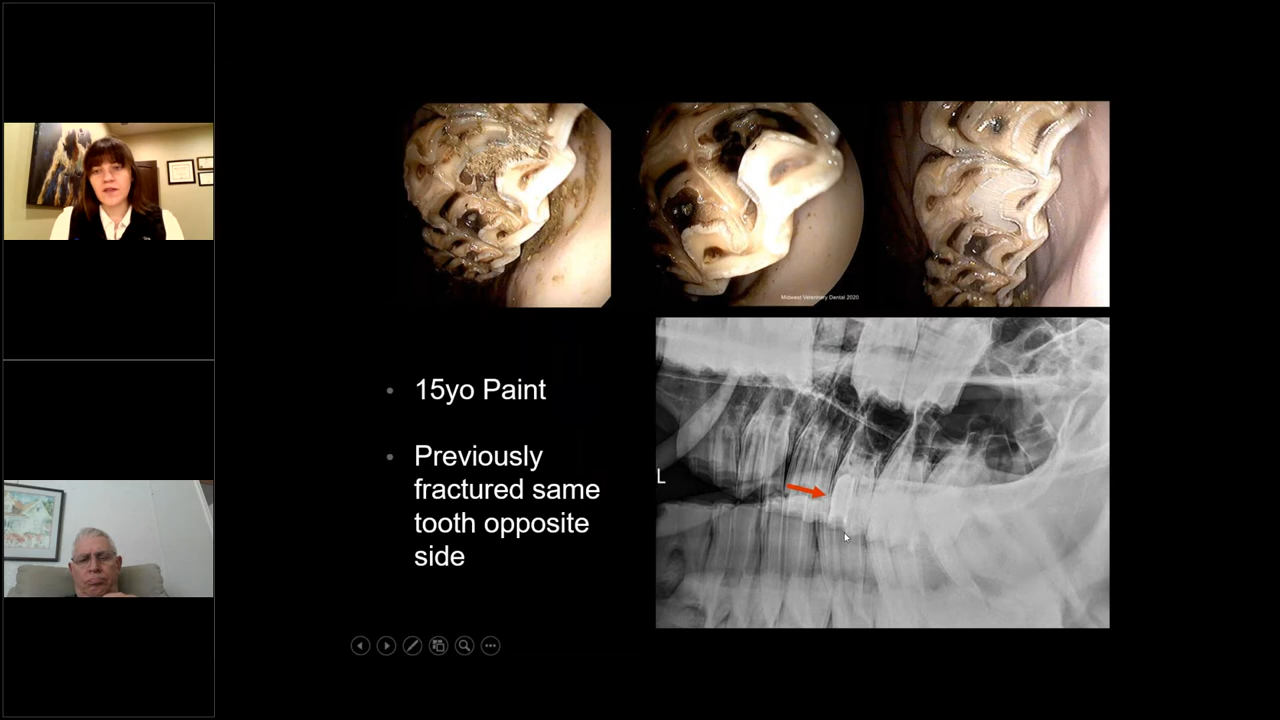 Midwest Veterinary Dental 2020
15yo Paint
Previously
fractured same
tooth opposite
side
L